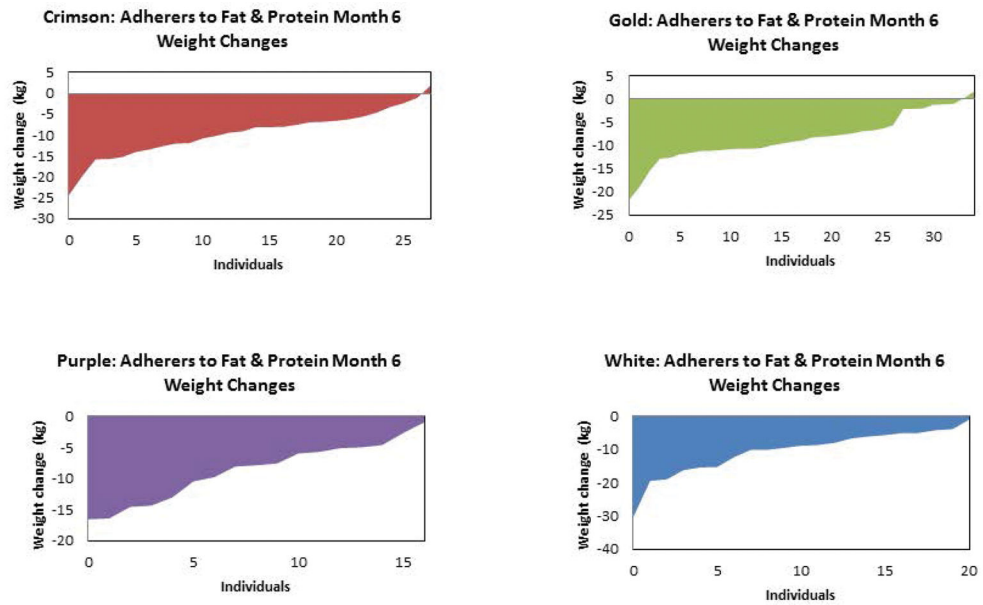 Crimson: Adherers to Fat & Protein Month 6
Weight Changes
Weight change (kg)
5
0
-5
-10
-15
-20
-25
-30
0 5 10 15 20 25
Individuals
Gold: Adherers to Fat & Protein Month 6
Weight Changes
Weight change (kg)
5
0
-5
-10
-15
-20
-25
0 5 10 15 20 25 30
Individuals
Purple: Adherers to Fat & Protein Month 6
Weight Changes
Weight change (kg)
0
-5
-10
-15
-20
0 5 10 15
Individuals
White: Adherers to Fat & Protein Month 6
Weight Changes
Weight change (kg)
0
-10
-20
-30
-40
0 5 10 15 20
Individuals